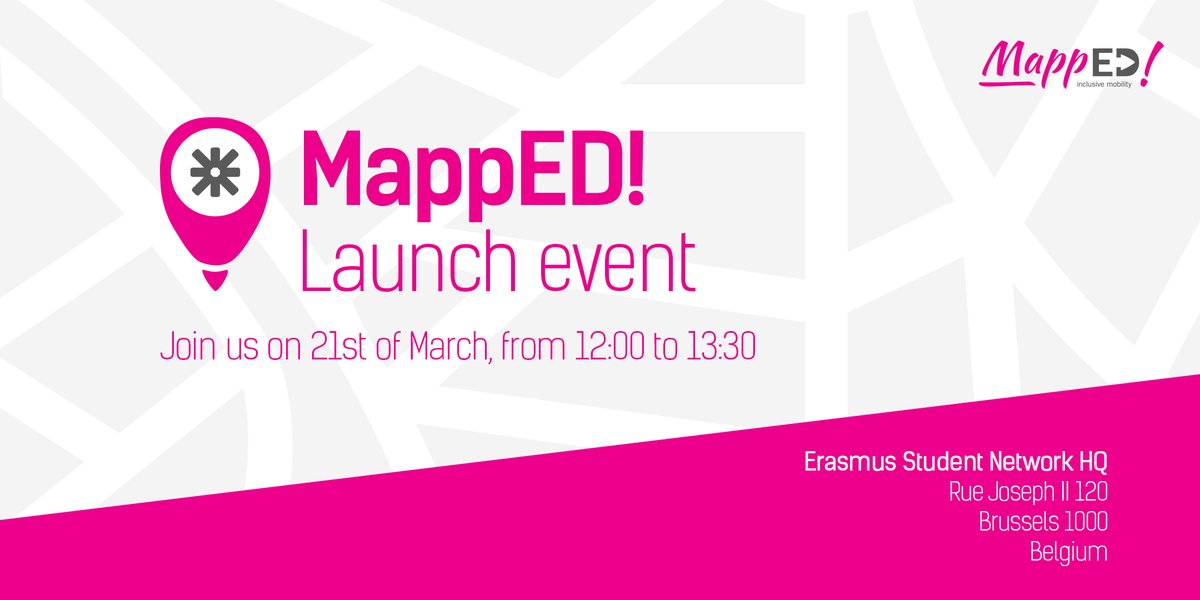 MappED!
inclusive mobility
MappED!
Launch event
Join us on 21st of March, from 12:00 to 13:30
Erasmus Student Network HQ
Rue Joseph II 120
Brussels 1000
Belgium